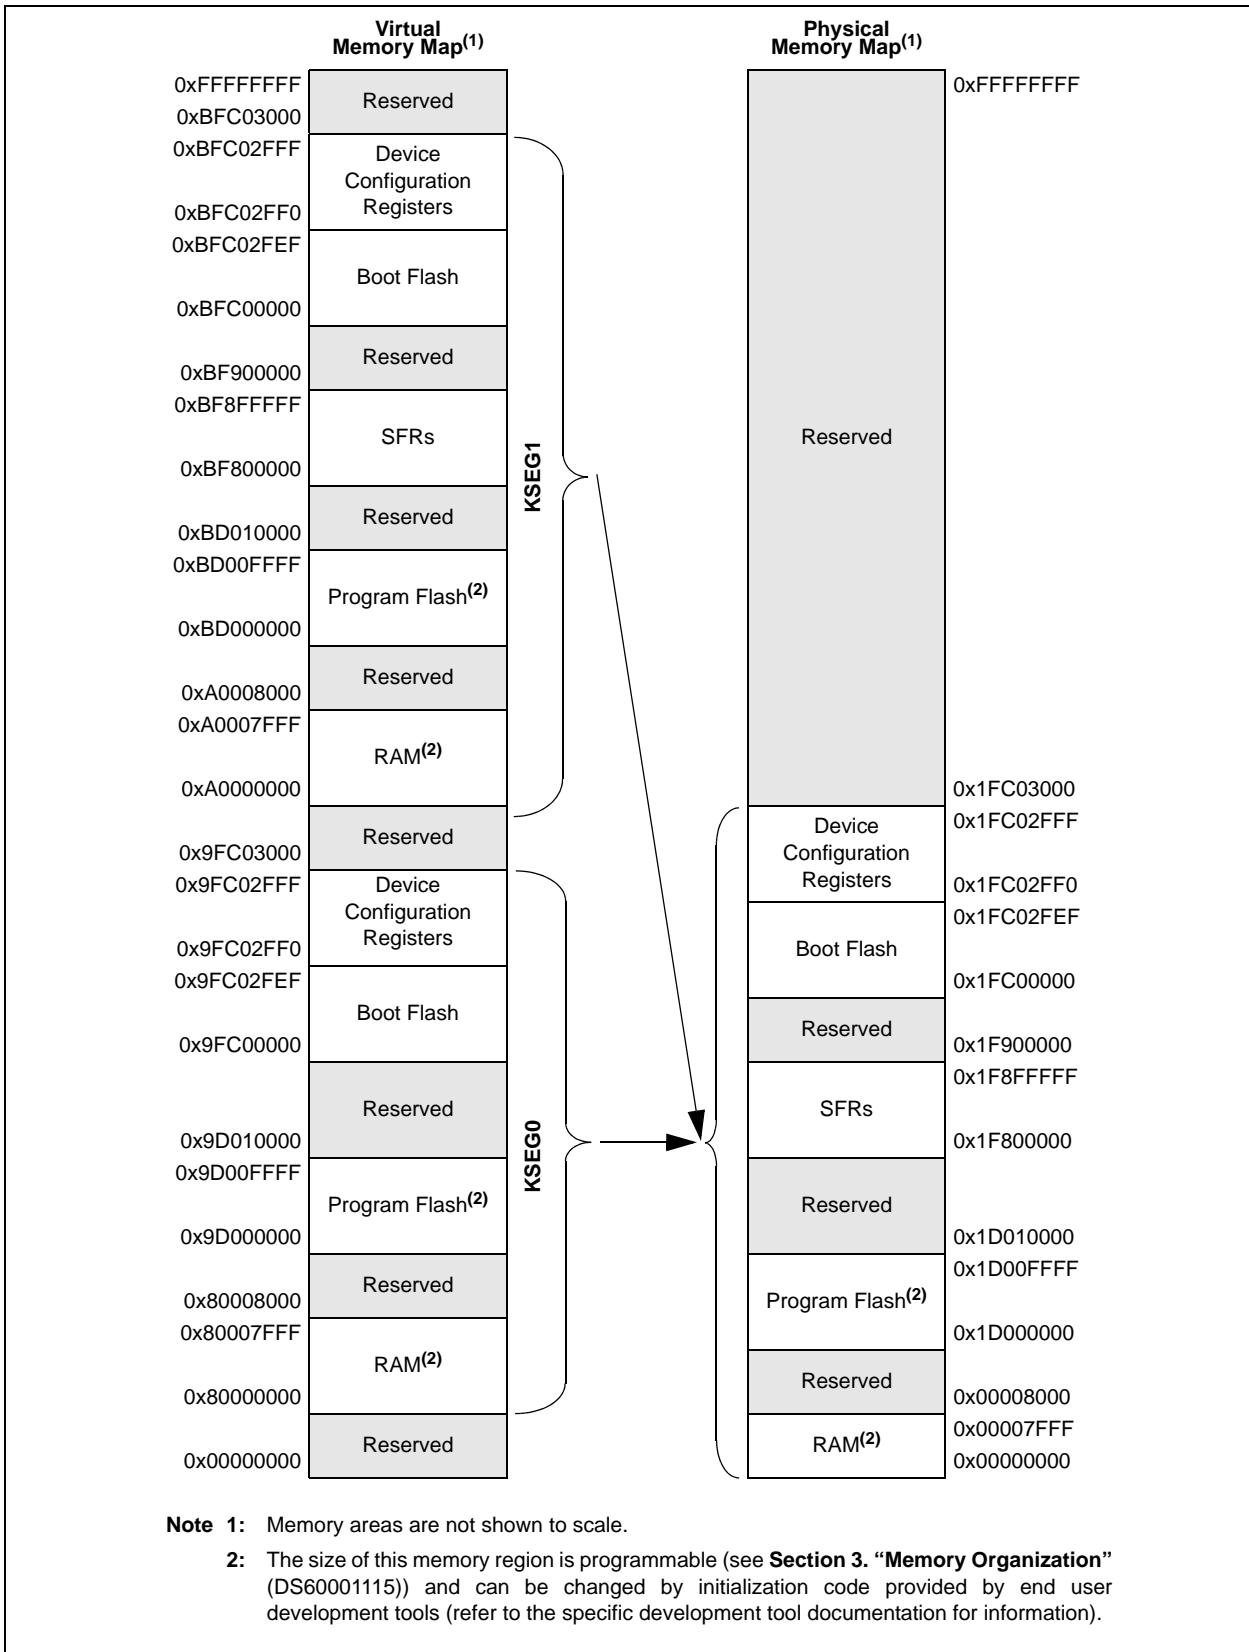 Virtual
Memory Map(1)
0xFFFFFFFF
Reserved
0xBFC03000
0xBFC02FFF
Device
Configuration
Registers
0xBFC02FF0
0xBFC02FEF
Boot Flash
0xBFC00000
Reserved
0xBF900000
0xBF8FFFFF
SFRs
0xBF800000
Reserved
0xBD010000
0xBD00FFFF
Program Flash(2)
0xBD000000
Reserved
0xA0008000
0xA0007FFF
RAM(2)
0xA0000000
KSEG1
Reserved
0x9FC03000
0x9FC02FFF
Device
Configuration
Registers
0x9FC02FF0
0x9FC02FEF
Boot Flash
0x9FC00000
Reserved
0x9D010000
0x9D00FFFF
Program Flash(2)
0x9D000000
Reserved
0x80008000
0x80007FFF
RAM(2)
0x80000000
KSEG0
Reserved
0x00000000
Physical
Memory Map(1)
0xFFFFFFFF
Reserved
0x1FC03000
0x1FC02FFF
Device
Configuration
Registers
0x1FC02FF0
0x1FC02FEF
Boot Flash
0x1FC00000
Reserved
0x1F900000
0x1F8FFFFF
SFRs
0x1F800000
Reserved
0x1D010000
0x1D00FFFF
Program Flash(2)
0x1D000000
Reserved
0x00008000
0x00007FFF
RAM(2)
0x00000000
Note 1: Memory areas are not shown to scale.
2: The size of this memory region is programmable (see Section 3. “Memory Organization”
(DS60001115)) and can be changed by initialization code provided by end user
development tools (refer to the specific development tool documentation for information).